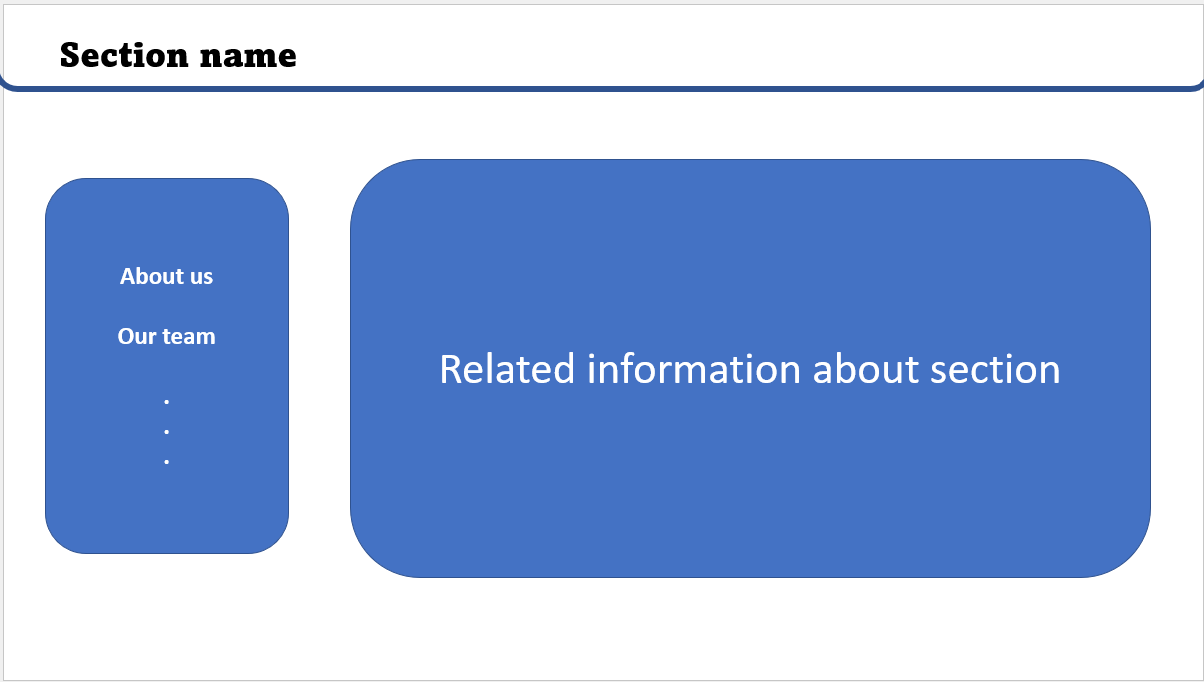 Section name
About us
Our team
.
.
.
Related information about section